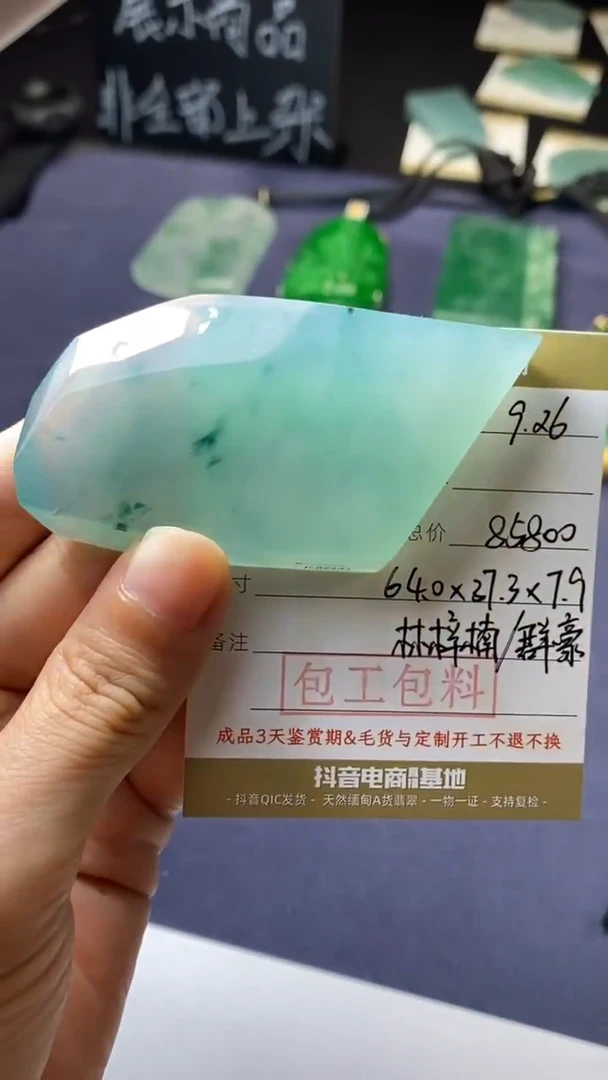 展示商品
非全部上架
9.26
总价 85800
寸 64.0×37.3×7.9
备注 林梓楠/群豪
包工包料
成品3天鉴赏期&毛货与定制开工不退不换
抖音电商 基地
- 抖音QIC发货 - 天然缅甸A货翡翠 - 一物一证 - 支持复检 -